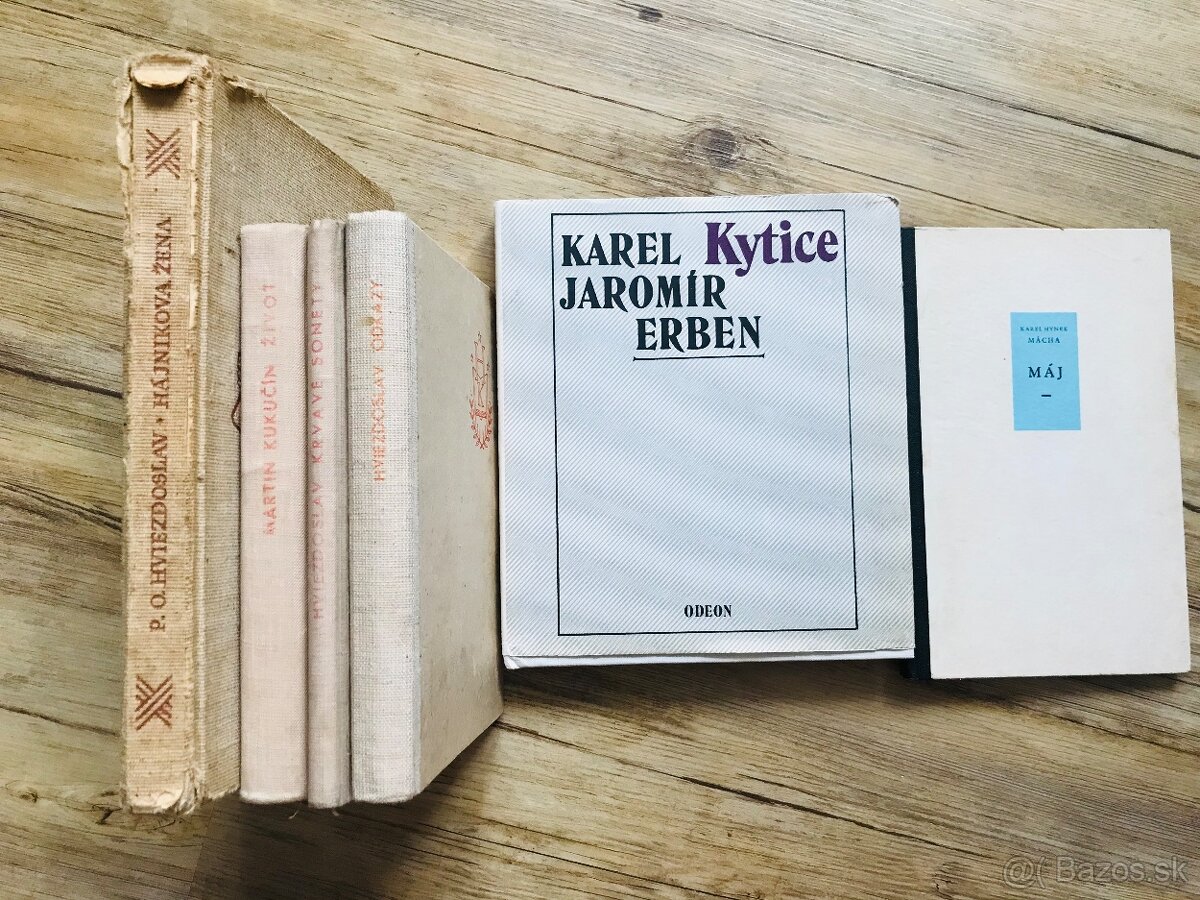 P. O. HVIEZDOSLAV • HÁJNIKOVA ŽENA
MARTIN KUKUČÍN ŽIVOT
HVIEZDOSLAV KRVAVÉ SONETY
HVIEZDOSLAV ODKAZY
KAREL Kytice
JAROMÍR
ERBEN
ODEON
KAREL HYNEK
MÁCHA
MÁJ
@( Bazos.sk